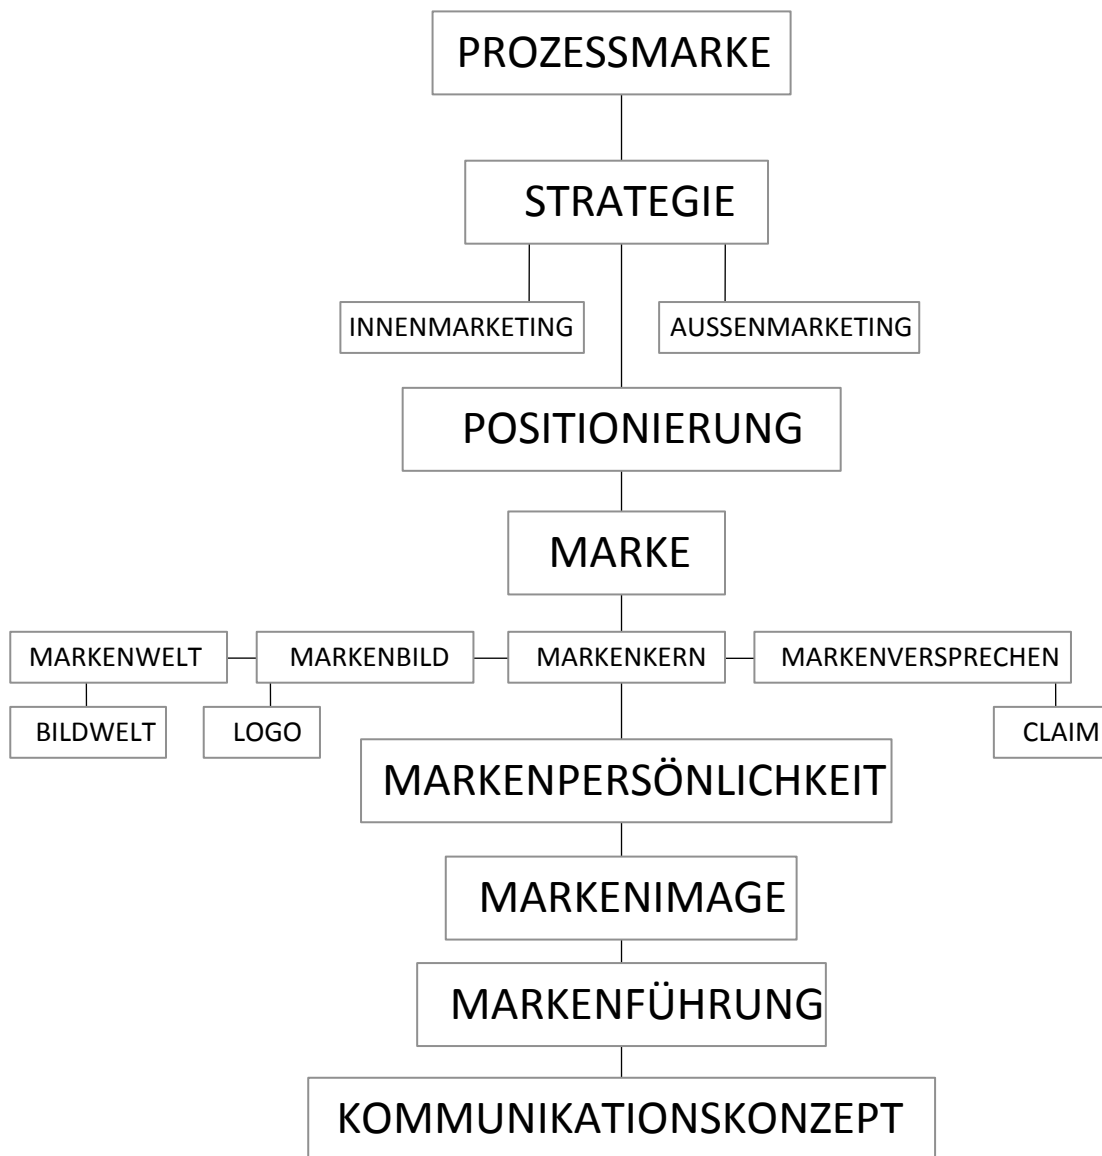 PROZESSMARKE
STRATEGIE
INNENMARKETING
AUSSENMARKETING
POSITIONIERUNG
MARKE
MARKENWELT
MARKENBILD
MARKENKERN
MARKENVERSPRECHEN
BILDWELT
LOGO
CLAIM
MARKENPERSÖNLICHKEIT
MARKENIMAGE
MARKENFÜHRUNG
KOMMUNIKATIONSKONZEPT